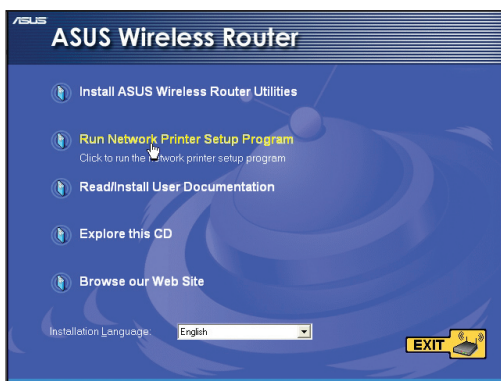 ASUS
ASUS Wireless Router
Install ASUS Wireless Router Utilities
Run Network Printer Setup Program
Click to run the network printer setup program
Read/Install User Documentation
Explore this CD
Browse our Web Site
Installation Language: English
EXIT